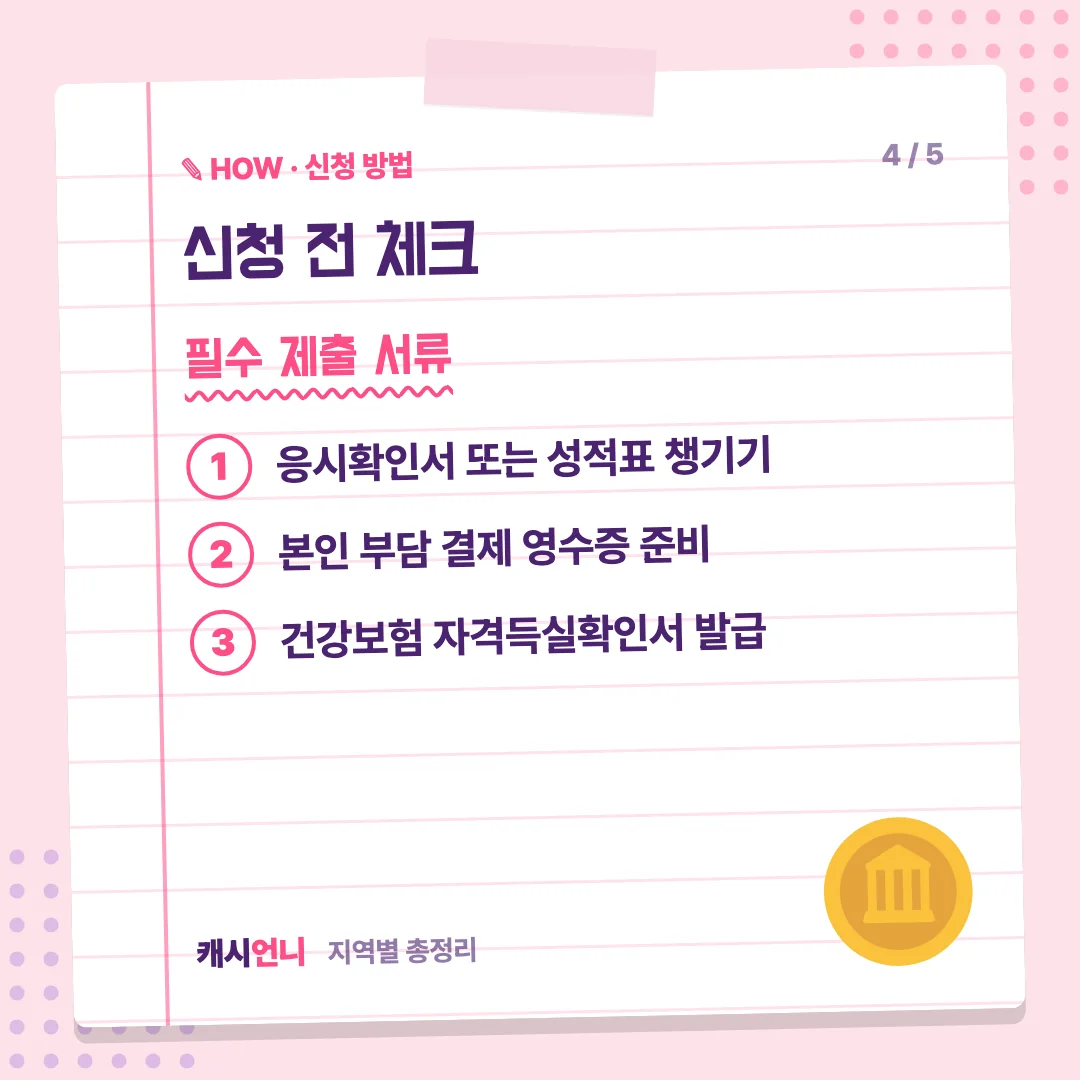 ✎ HOW · 신청 방법
4 / 5
신청 전 체크
필수 제출 서류
1 응시확인서 또는 성적표 챙기기
2 본인 부담 결제 영수증 준비
3 건강보험 자격득실확인서 발급
캐시언니 지역별 총정리